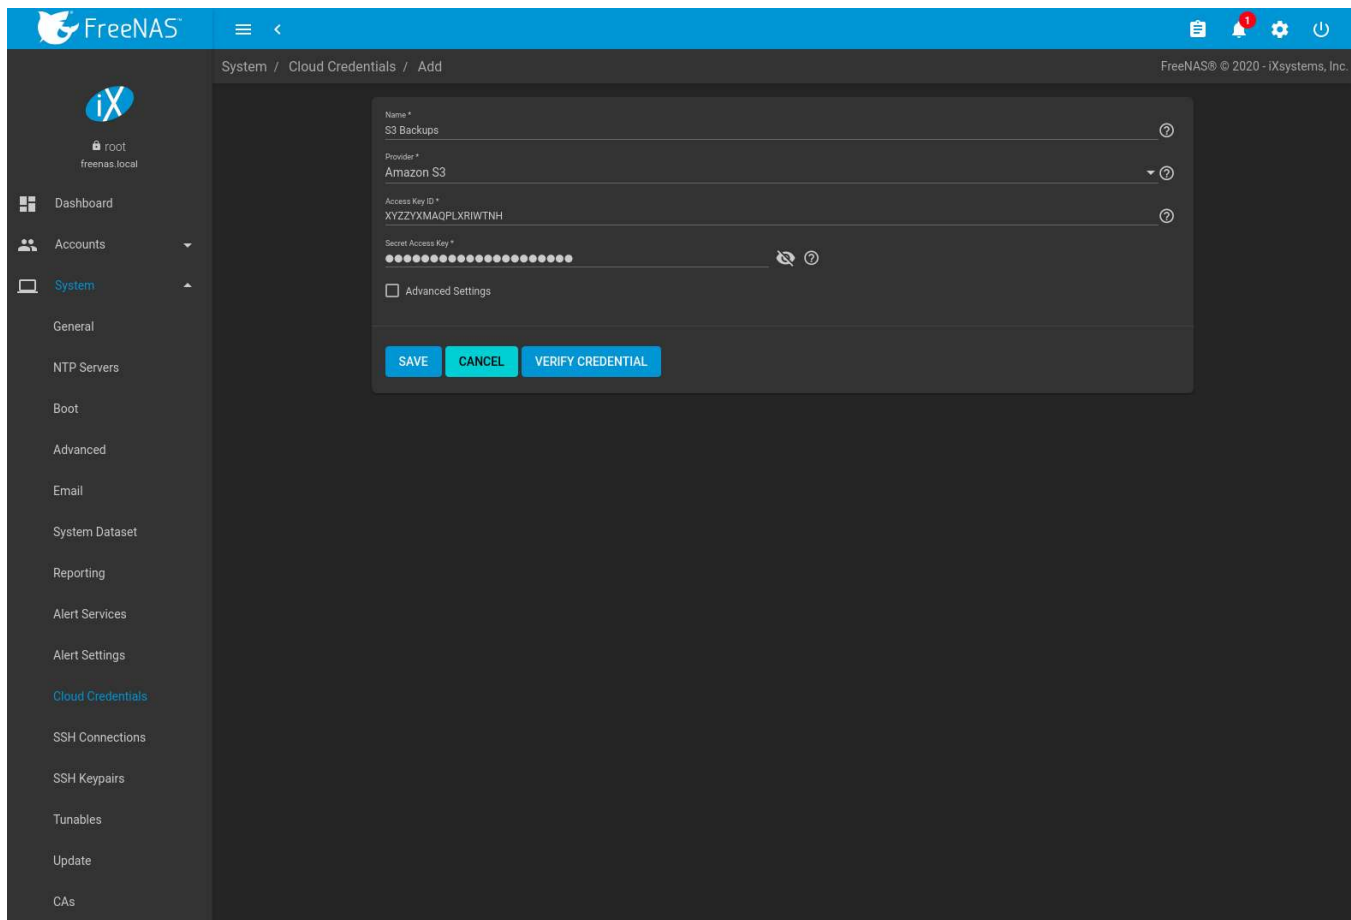 FreeNAS™
1
System / Cloud Credentials / Add
FreeNAS® © 2020 - iXsystems, Inc.
iX
root
freenas.local
Dashboard
Accounts
System
General
NTP Servers
Boot
Advanced
Email
System Dataset
Reporting
Alert Services
Alert Settings
Cloud Credentials
SSH Connections
SSH Keypairs
Tunables
Update
CAs
Name *
S3 Backups
Provider *
Amazon S3
Access Key ID *
XYZZYXMAQPLXRIWTNH
Secret Access Key *
Advanced Settings
SAVE CANCEL VERIFY CREDENTIAL